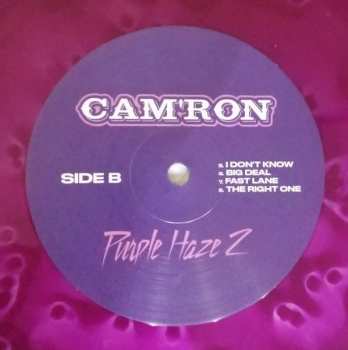 CAM'RON
SIDE B
5. I DON'T KNOW
6. BIG DEAL
7. FAST LANE
8. THE RIGHT ONE
Purple Haze 2